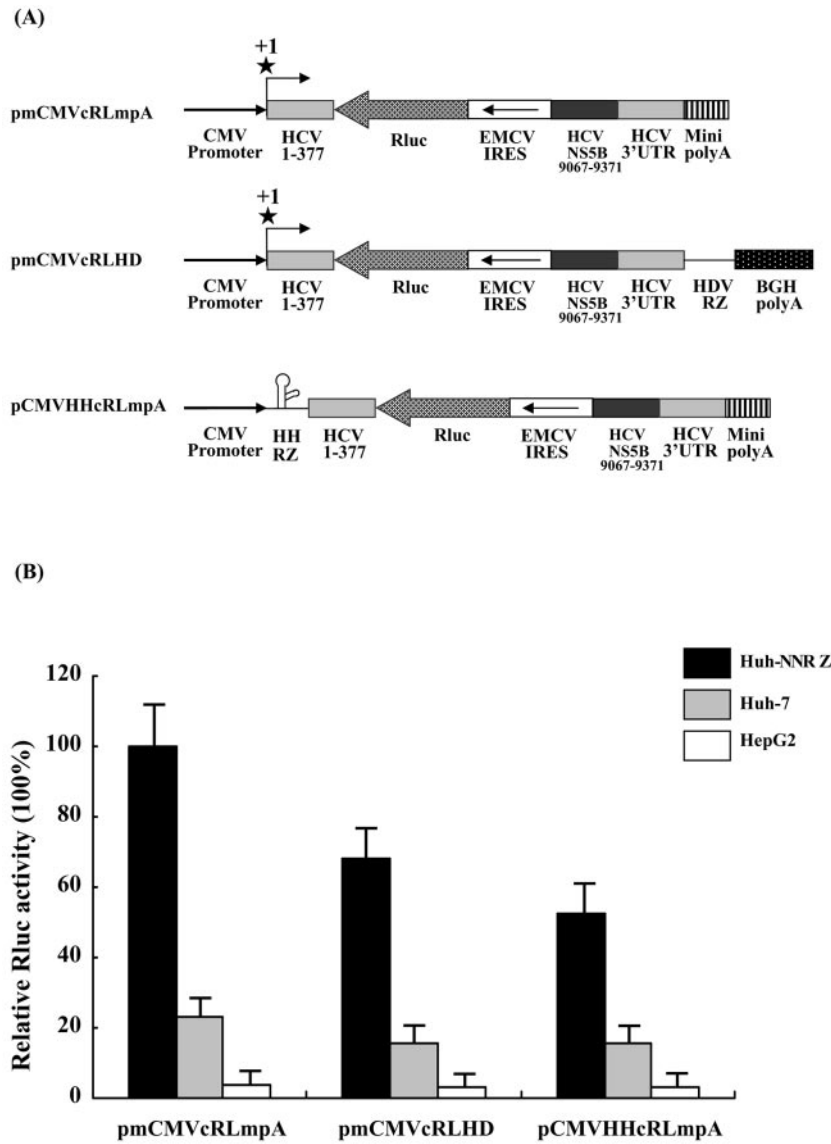 (A)
+1
★
pmCMVcRLmpA
CMV Promoter
HCV 1-377
Rluc
EMCV IRES
HCV NS5B 9067-9371
HCV 3’UTR
Mini polyA
+1
★
pmCMVcRLHD
CMV Promoter
HCV 1-377
Rluc
EMCV IRES
HCV NS5B 9067-9371
HCV 3’UTR
HDV RZ
BGH polyA
pCMVHHcRLmpA
CMV Promoter
HH RZ
HCV 1-377
Rluc
EMCV IRES
HCV NS5B 9067-9371
HCV 3’UTR
Mini polyA
(B)
Relative Rluc activity (100%)
120
100
80
60
40
20
0
Huh-NNRZ
Huh-7
HepG2
pmCMVcRLmpA
pmCMVcRLHD
pCMVHHcRLmpA